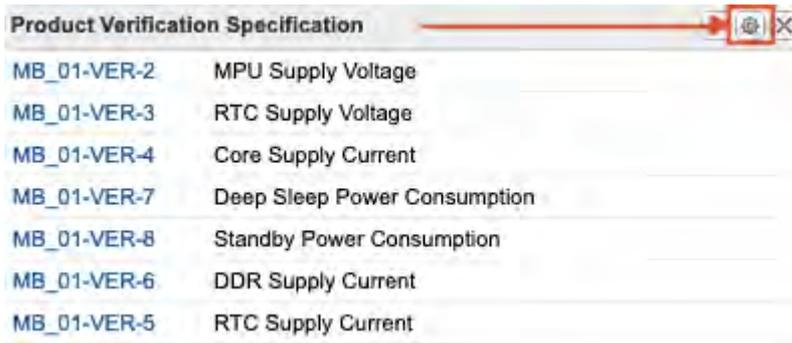 Product Verification Specification
MB_01-VER-2 MPU Supply Voltage
MB_01-VER-3 RTC Supply Voltage
MB_01-VER-4 Core Supply Current
MB_01-VER-7 Deep Sleep Power Consumption
MB_01-VER-8 Standby Power Consumption
MB_01-VER-6 DDR Supply Current
MB_01-VER-5 RTC Supply Current